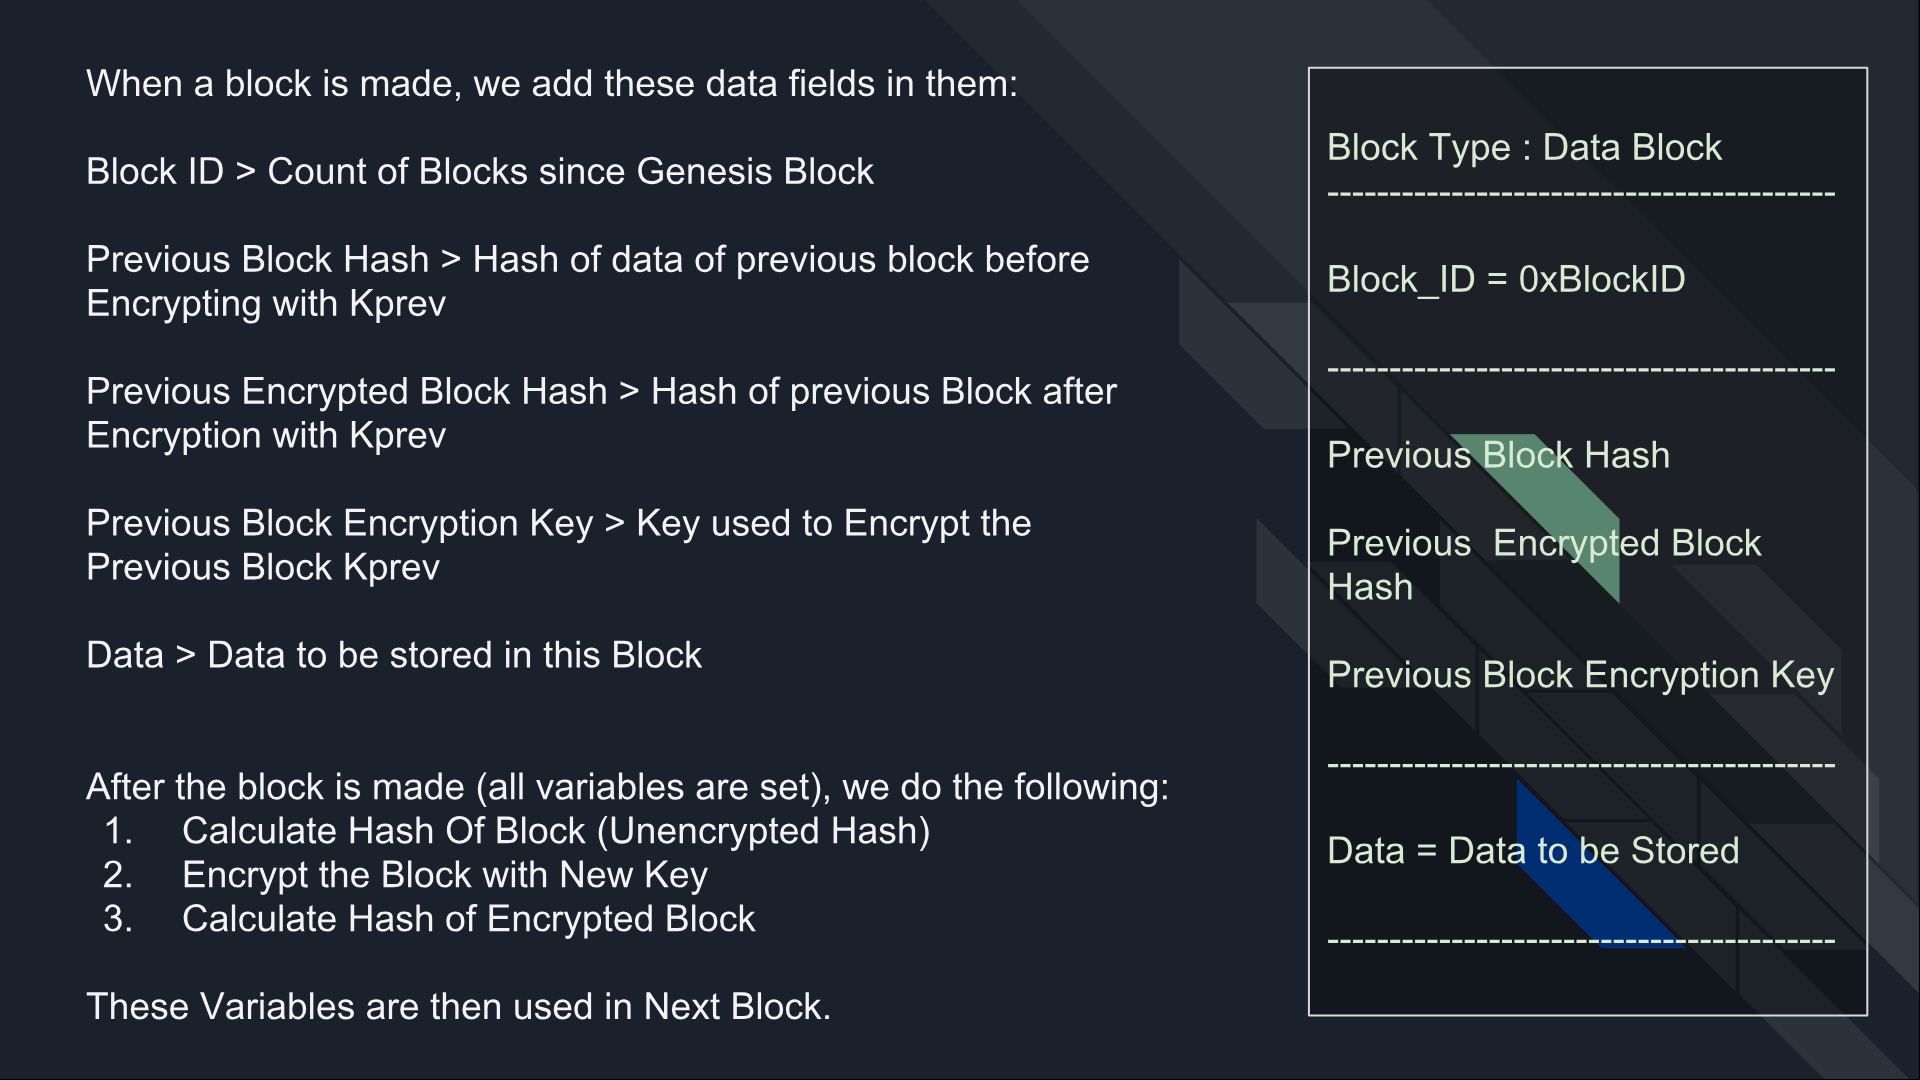 When a block is made, we add these data fields in them:
Block ID > Count of Blocks since Genesis Block
Previous Block Hash > Hash of data of previous block before
Encrypting with Kprev
Previous Encrypted Block Hash > Hash of previous Block after
Encryption with Kprev
Previous Block Encryption Key > Key used to Encrypt the
Previous Block Kprev
Data > Data to be stored in this Block
After the block is made (all variables are set), we do the following:
1. Calculate Hash Of Block (Unencrypted Hash)
2. Encrypt the Block with New Key
3. Calculate Hash of Encrypted Block
These Variables are then used in Next Block.
Block Type : Data Block
-----------------------------------------
Block_ID = 0xBlockID
-----------------------------------------
Previous Block Hash
Previous  Encrypted Block
Hash
Previous Block Encryption Key
-----------------------------------------
Data = Data to be Stored
-----------------------------------------